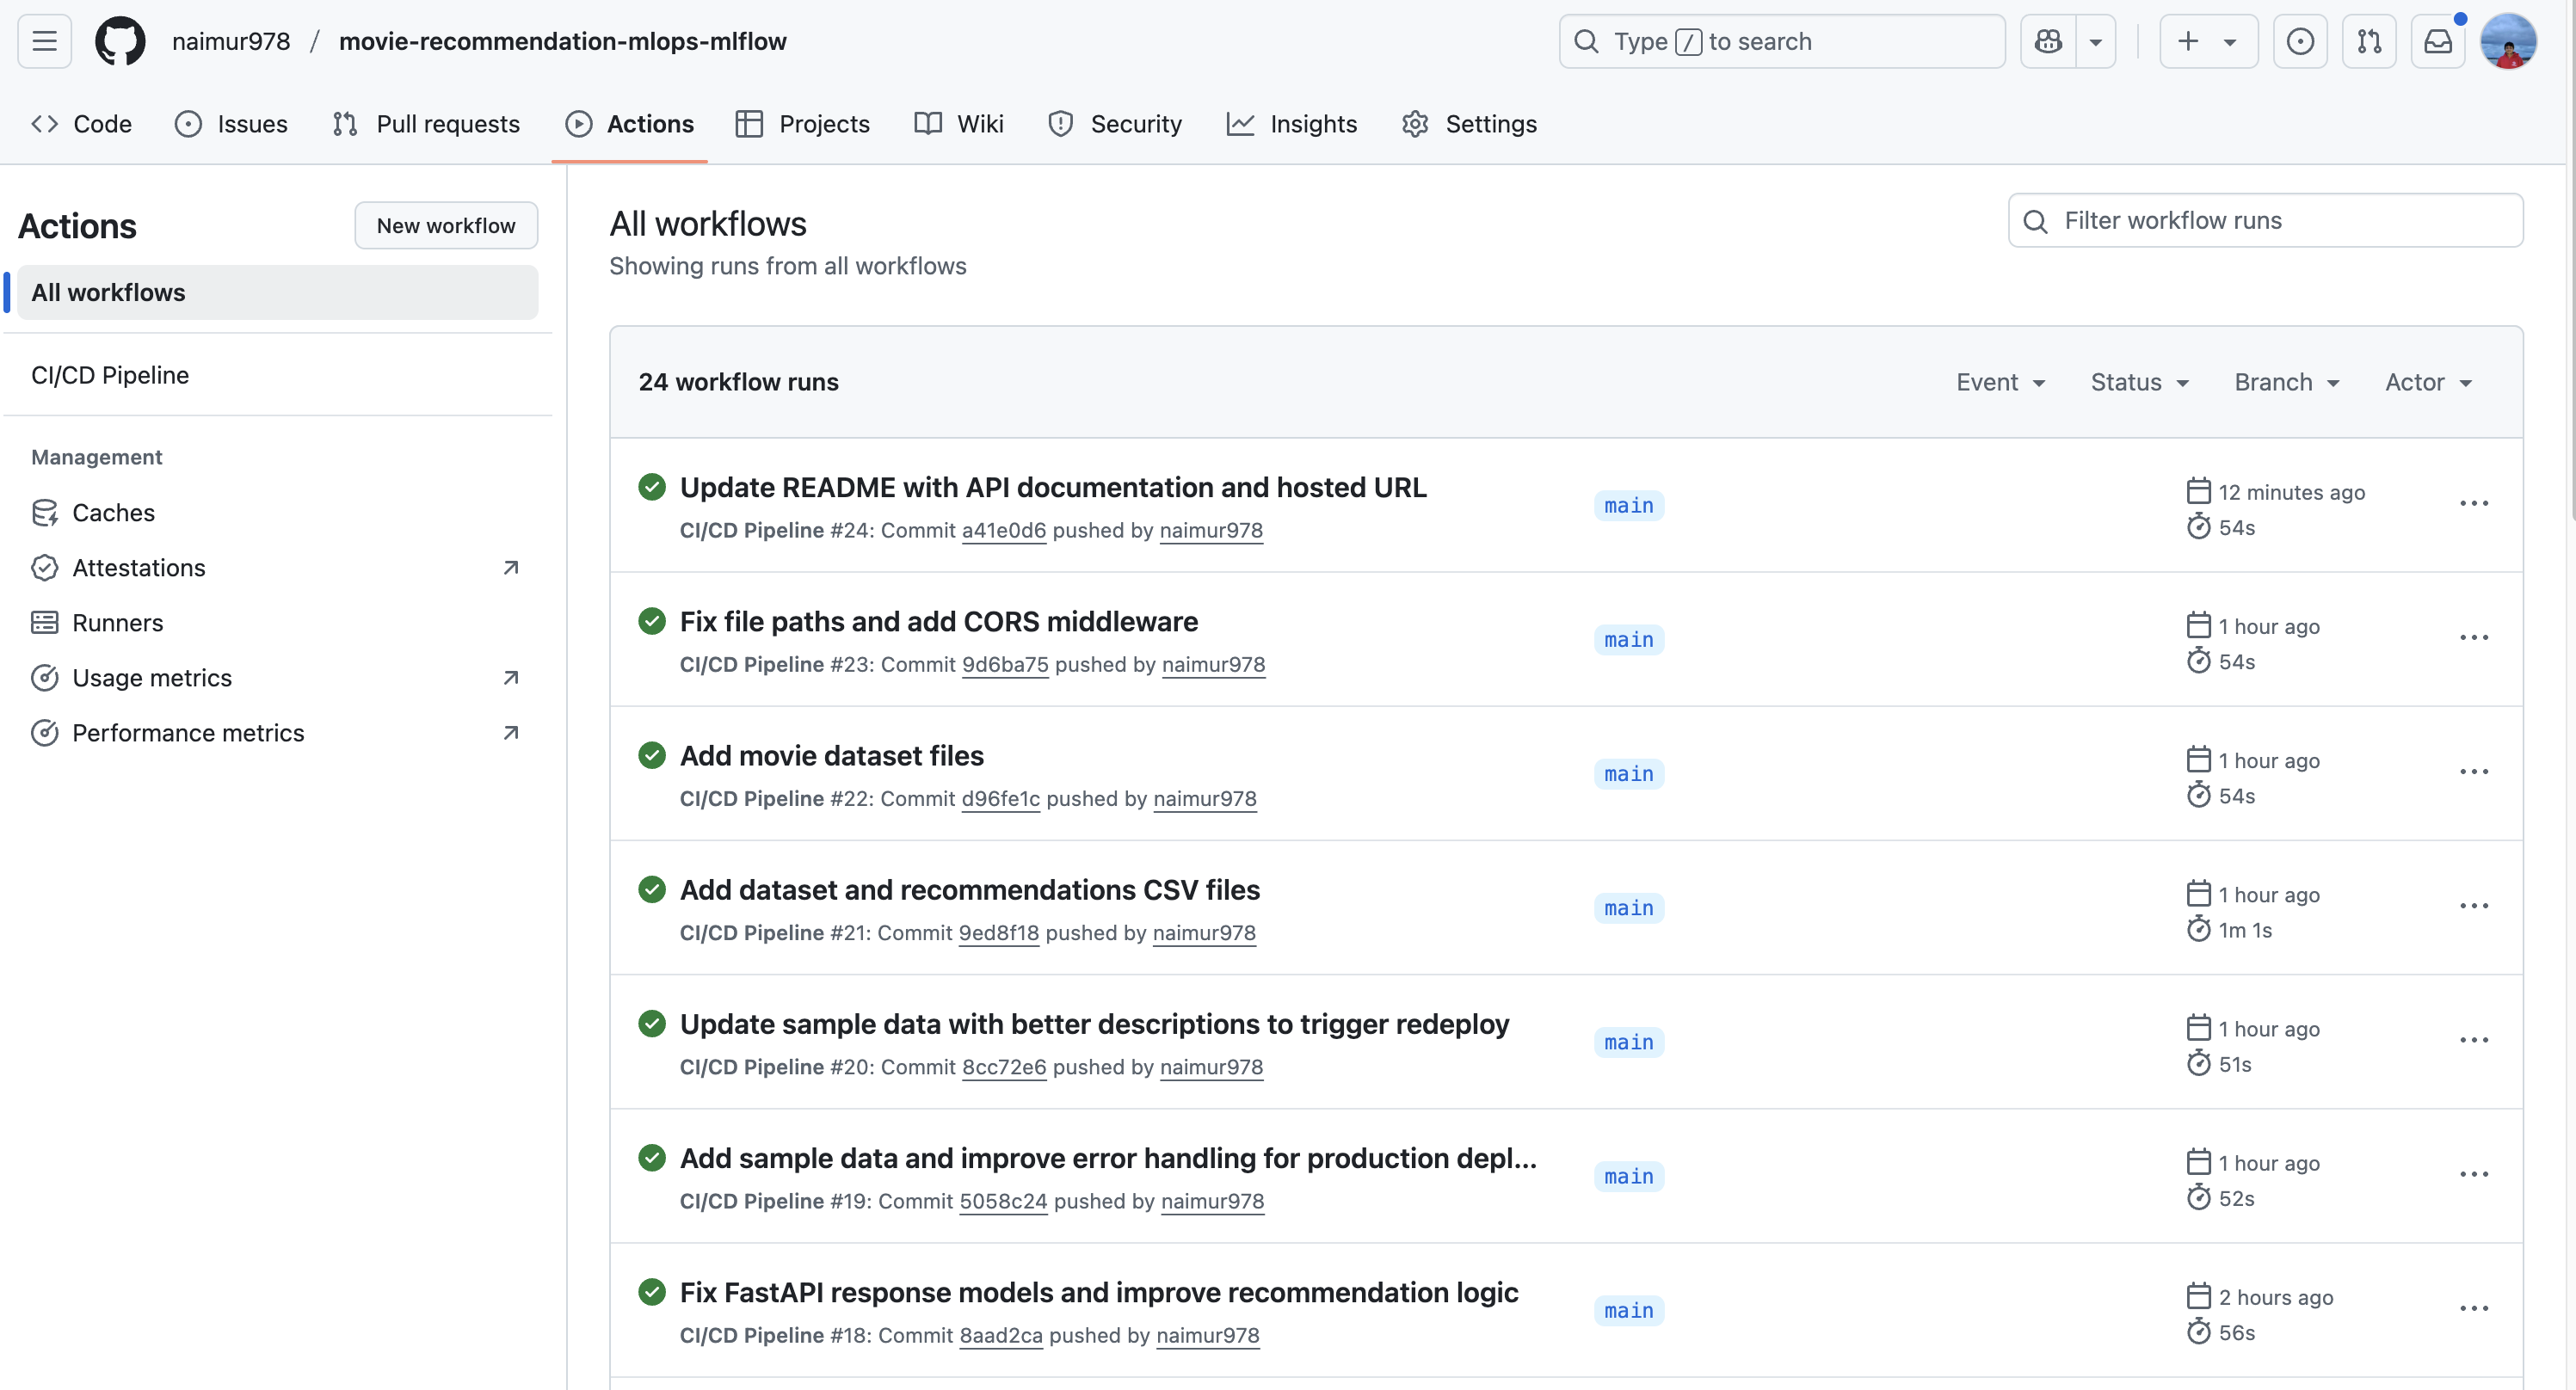 naimur978 / movie-recommendation-mlops-mlflow
Type / to search
Code
Issues
Pull requests
Actions
Projects
Wiki
Security
Insights
Settings
Actions
New workflow
All workflows
CI/CD Pipeline
Management
Caches
Attestations
Runners
Usage metrics
Performance metrics
All workflows
Showing runs from all workflows
Filter workflow runs
24 workflow runs
Event
Status
Branch
Actor
Update README with API documentation and hosted URL
CI/CD Pipeline #24: Commit a41e0d6 pushed by naimur978
main
12 minutes ago
54s
Fix file paths and add CORS middleware
CI/CD Pipeline #23: Commit 9d6ba75 pushed by naimur978
main
1 hour ago
54s
Add movie dataset files
CI/CD Pipeline #22: Commit d96fe1c pushed by naimur978
main
1 hour ago
54s
Add dataset and recommendations CSV files
CI/CD Pipeline #21: Commit 9ed8f18 pushed by naimur978
main
1 hour ago
1m 1s
Update sample data with better descriptions to trigger redeploy
CI/CD Pipeline #20: Commit 8cc72e6 pushed by naimur978
main
1 hour ago
51s
Add sample data and improve error handling for production depl...
CI/CD Pipeline #19: Commit 5058c24 pushed by naimur978
main
1 hour ago
52s
Fix FastAPI response models and improve recommendation logic
CI/CD Pipeline #18: Commit 8aad2ca pushed by naimur978
main
2 hours ago
56s